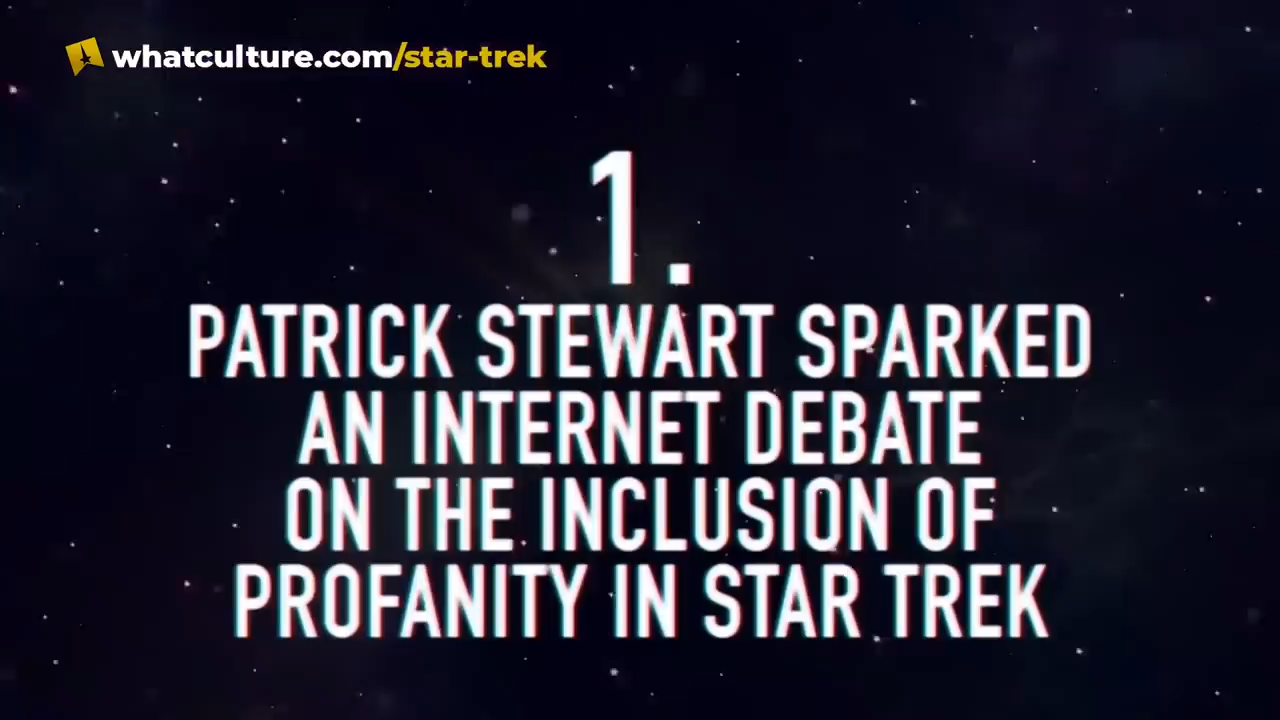 whatculture.com/star-trek
1.
PATRICK STEWART SPARKED
AN INTERNET DEBATE
ON THE INCLUSION OF
PROFANITY IN STAR TREK